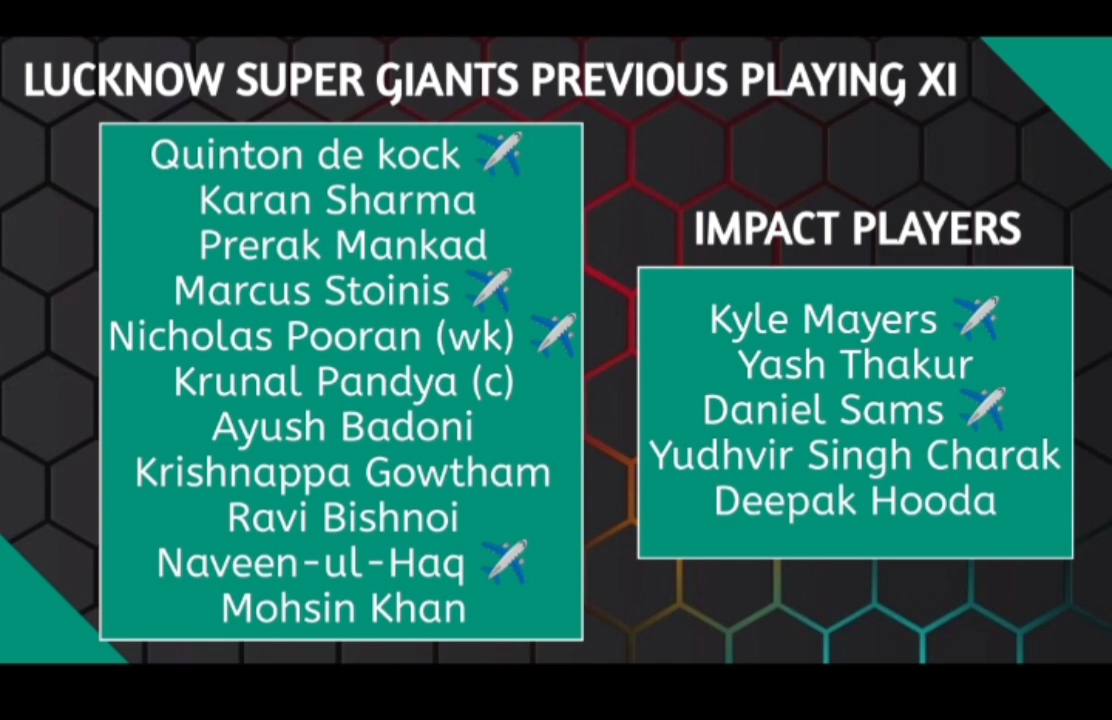 LUCKNOW SUPER GIANTS PREVIOUS PLAYING XI
Quinton de kock ✈️
Karan Sharma
Prerak Mankad
Marcus Stoinis ✈️
Nicholas Pooran (wk) ✈️
Krunal Pandya (c)
Ayush Badoni
Krishnappa Gowtham
Ravi Bishnoi
Naveen-ul-Haq ✈️
Mohsin Khan
IMPACT PLAYERS
Kyle Mayers ✈️
Yash Thakur
Daniel Sams ✈️
Yudhvir Singh Charak
Deepak Hooda